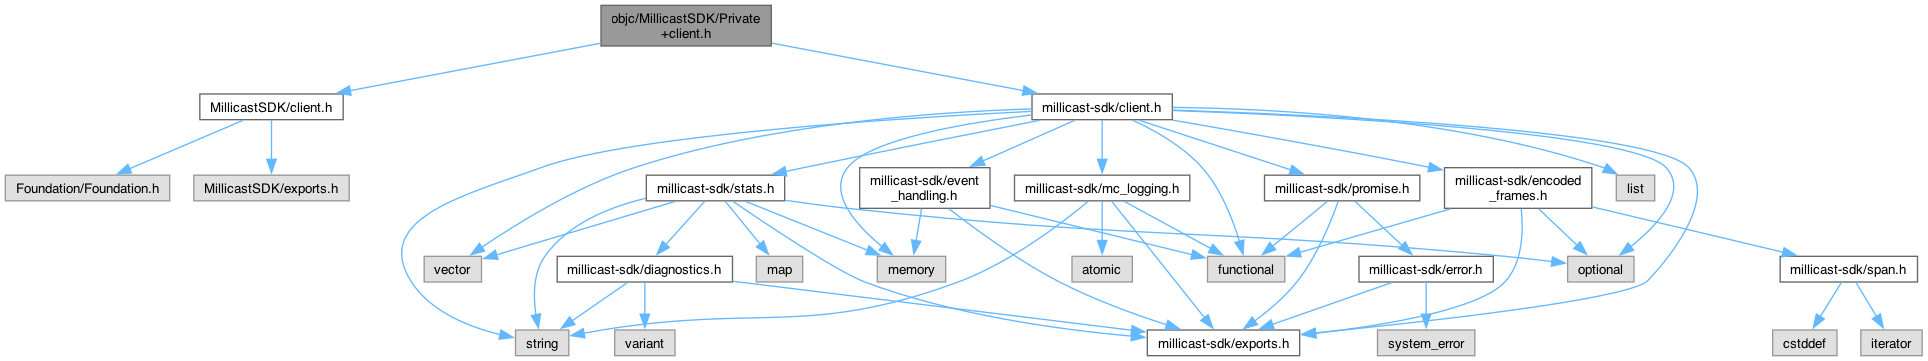 objc/MillicastSDK/Private
+client.h
MillicastSDK/client.h
millicast-sdk/client.h
Foundation/Foundation.h
MillicastSDK/exports.h
millicast-sdk/stats.h
millicast-sdk/event
_handling.h
millicast-sdk/mc_logging.h
millicast-sdk/promise.h
millicast-sdk/encoded
_frames.h
list
vector
millicast-sdk/diagnostics.h
map
memory
atomic
functional
millicast-sdk/error.h
optional
millicast-sdk/span.h
string
variant
millicast-sdk/exports.h
system_error
cstddef
iterator